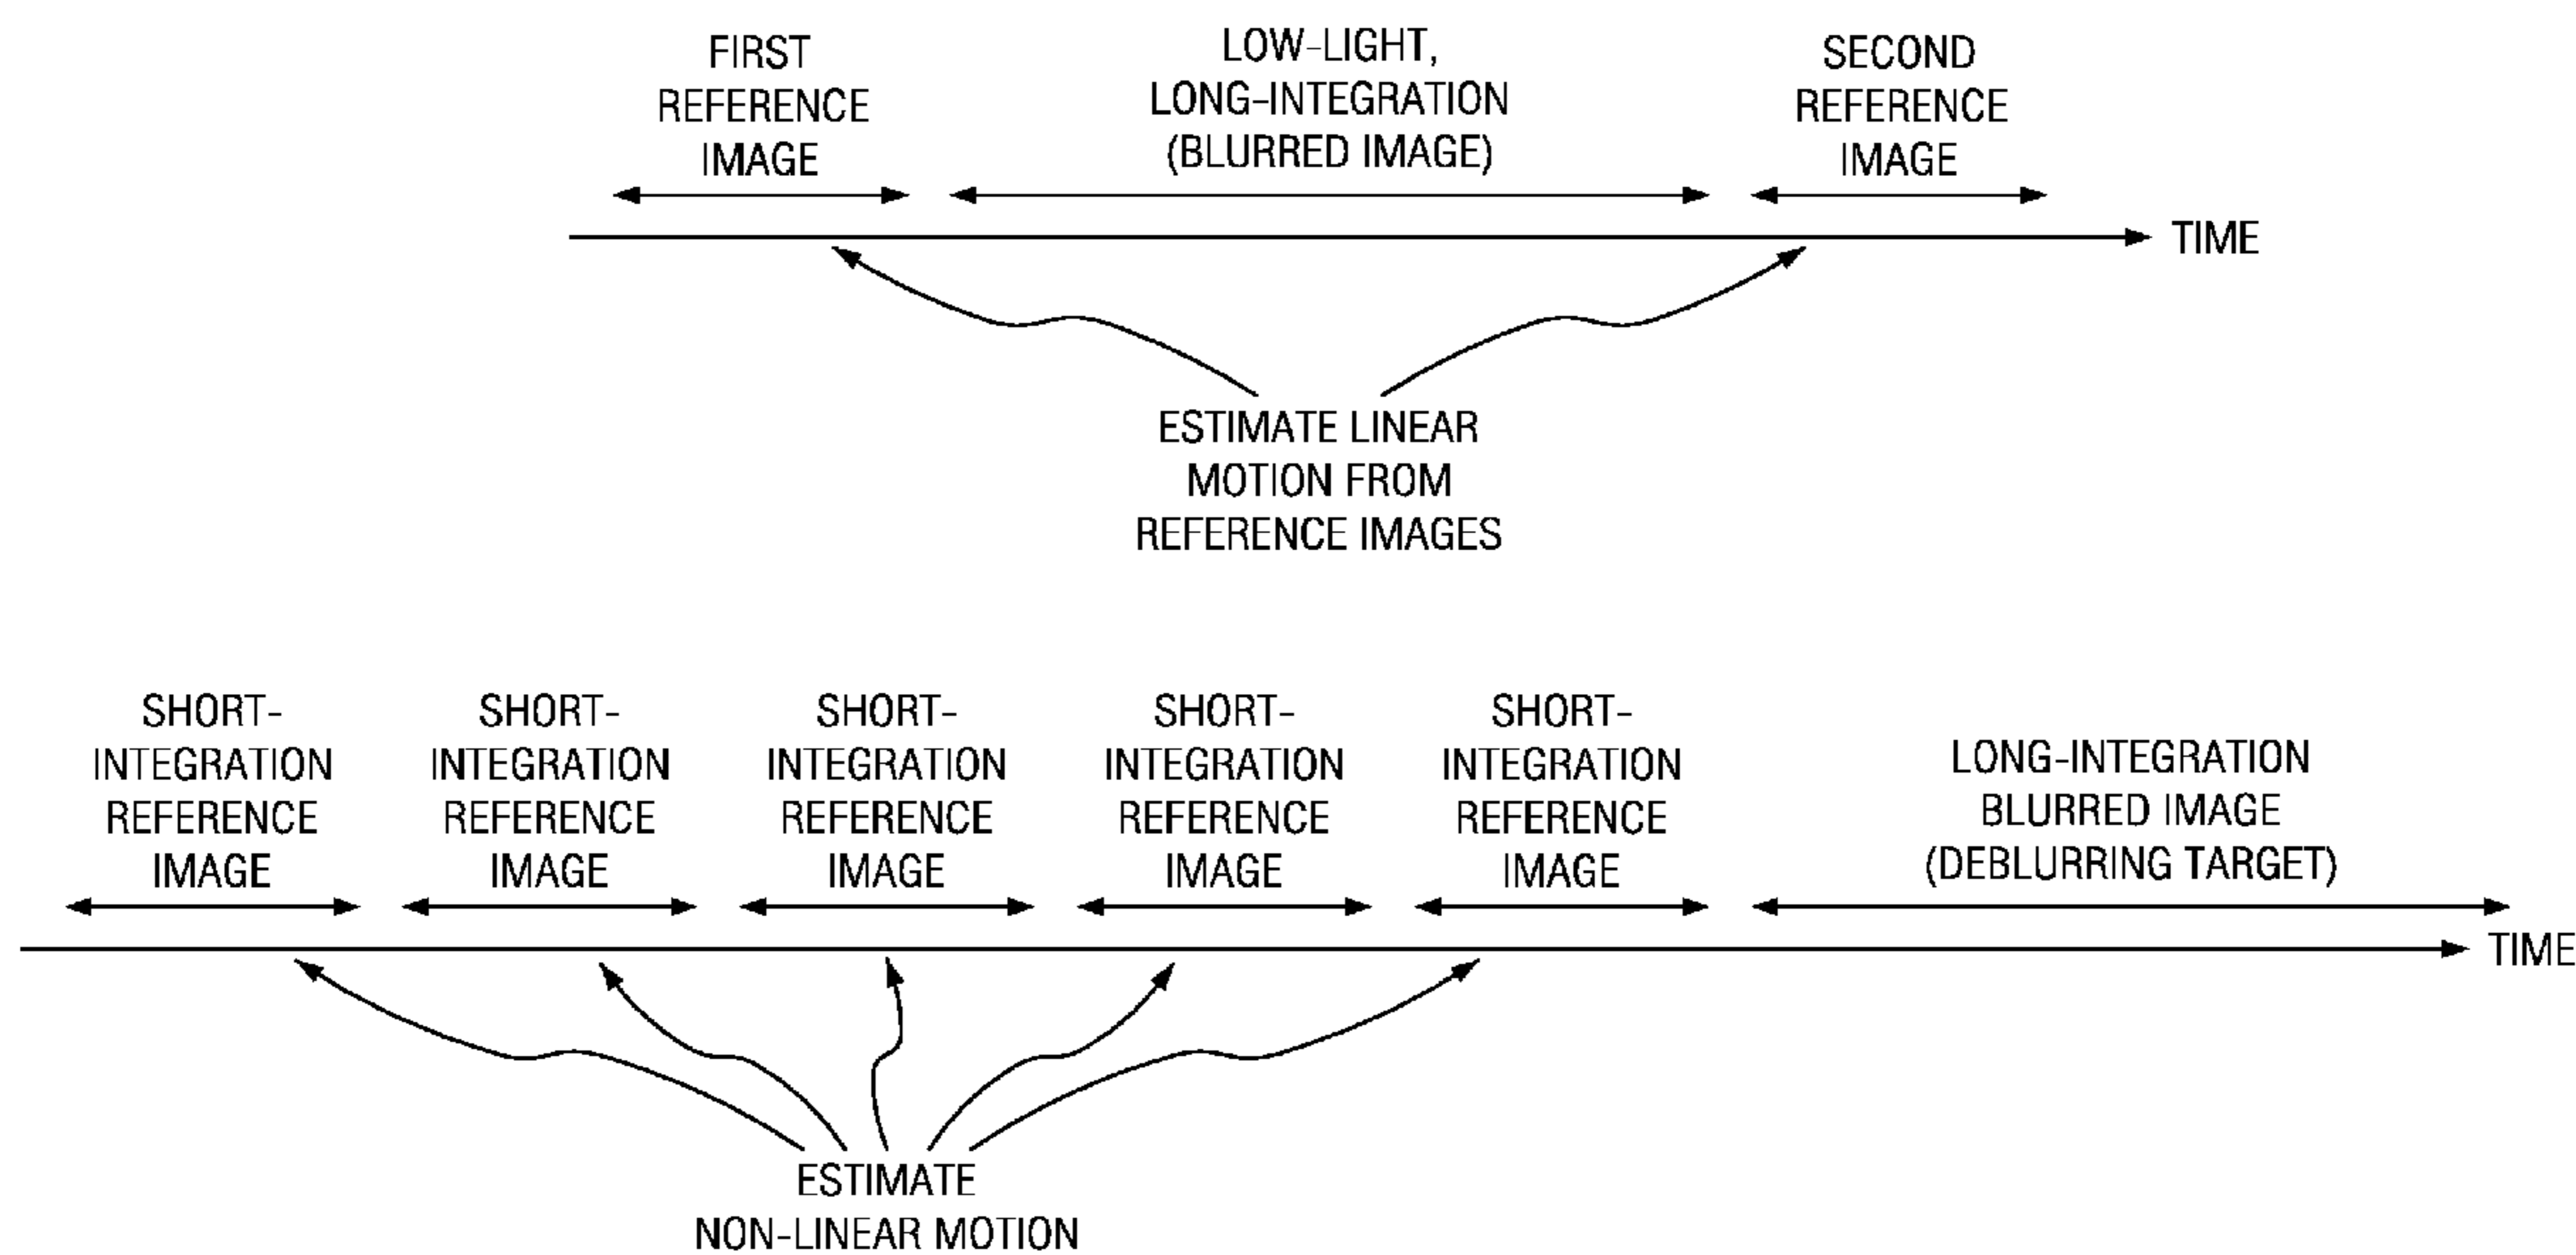 FIRST
REFERENCE
IMAGE
LOW-LIGHT,
LONG-INTEGRATION
(BLURRED IMAGE)
SECOND
REFERENCE
IMAGE
TIME
ESTIMATE LINEAR
MOTION FROM
REFERENCE IMAGES
SHORT-
INTEGRATION
REFERENCE
IMAGE
SHORT-
INTEGRATION
REFERENCE
IMAGE
SHORT-
INTEGRATION
REFERENCE
IMAGE
SHORT-
INTEGRATION
REFERENCE
IMAGE
SHORT-
INTEGRATION
REFERENCE
IMAGE
LONG-INTEGRATION
BLURRED IMAGE
(DEBLURRING TARGET)
TIME
ESTIMATE
NON-LINEAR MOTION